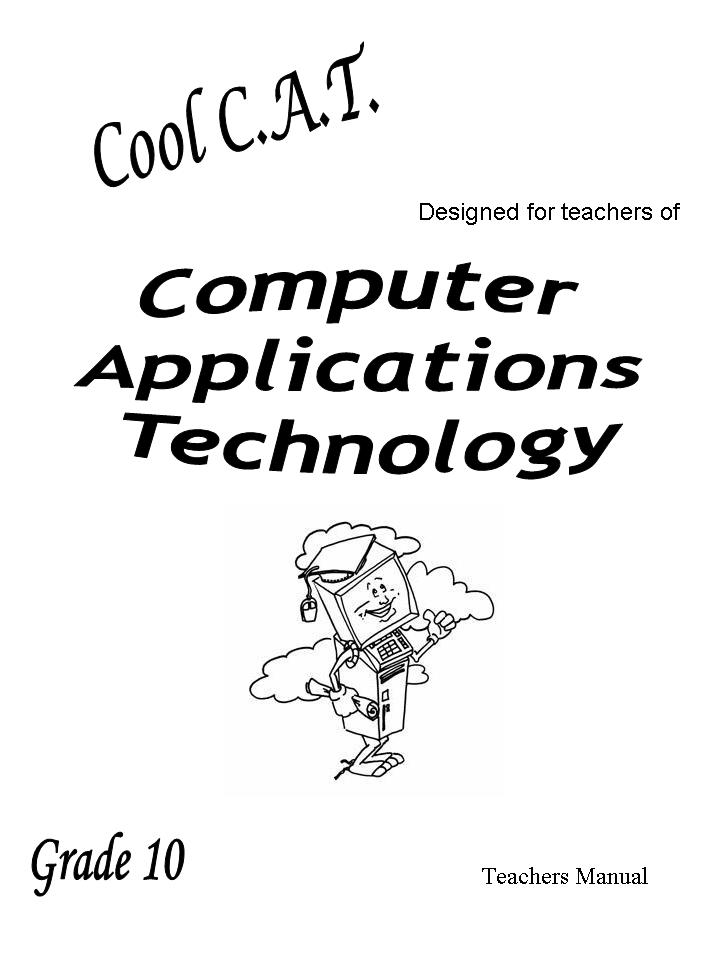 Cool C.A.T.
Designed for teachers of
Computer
Applications
Technology
Grade 10
Teachers Manual